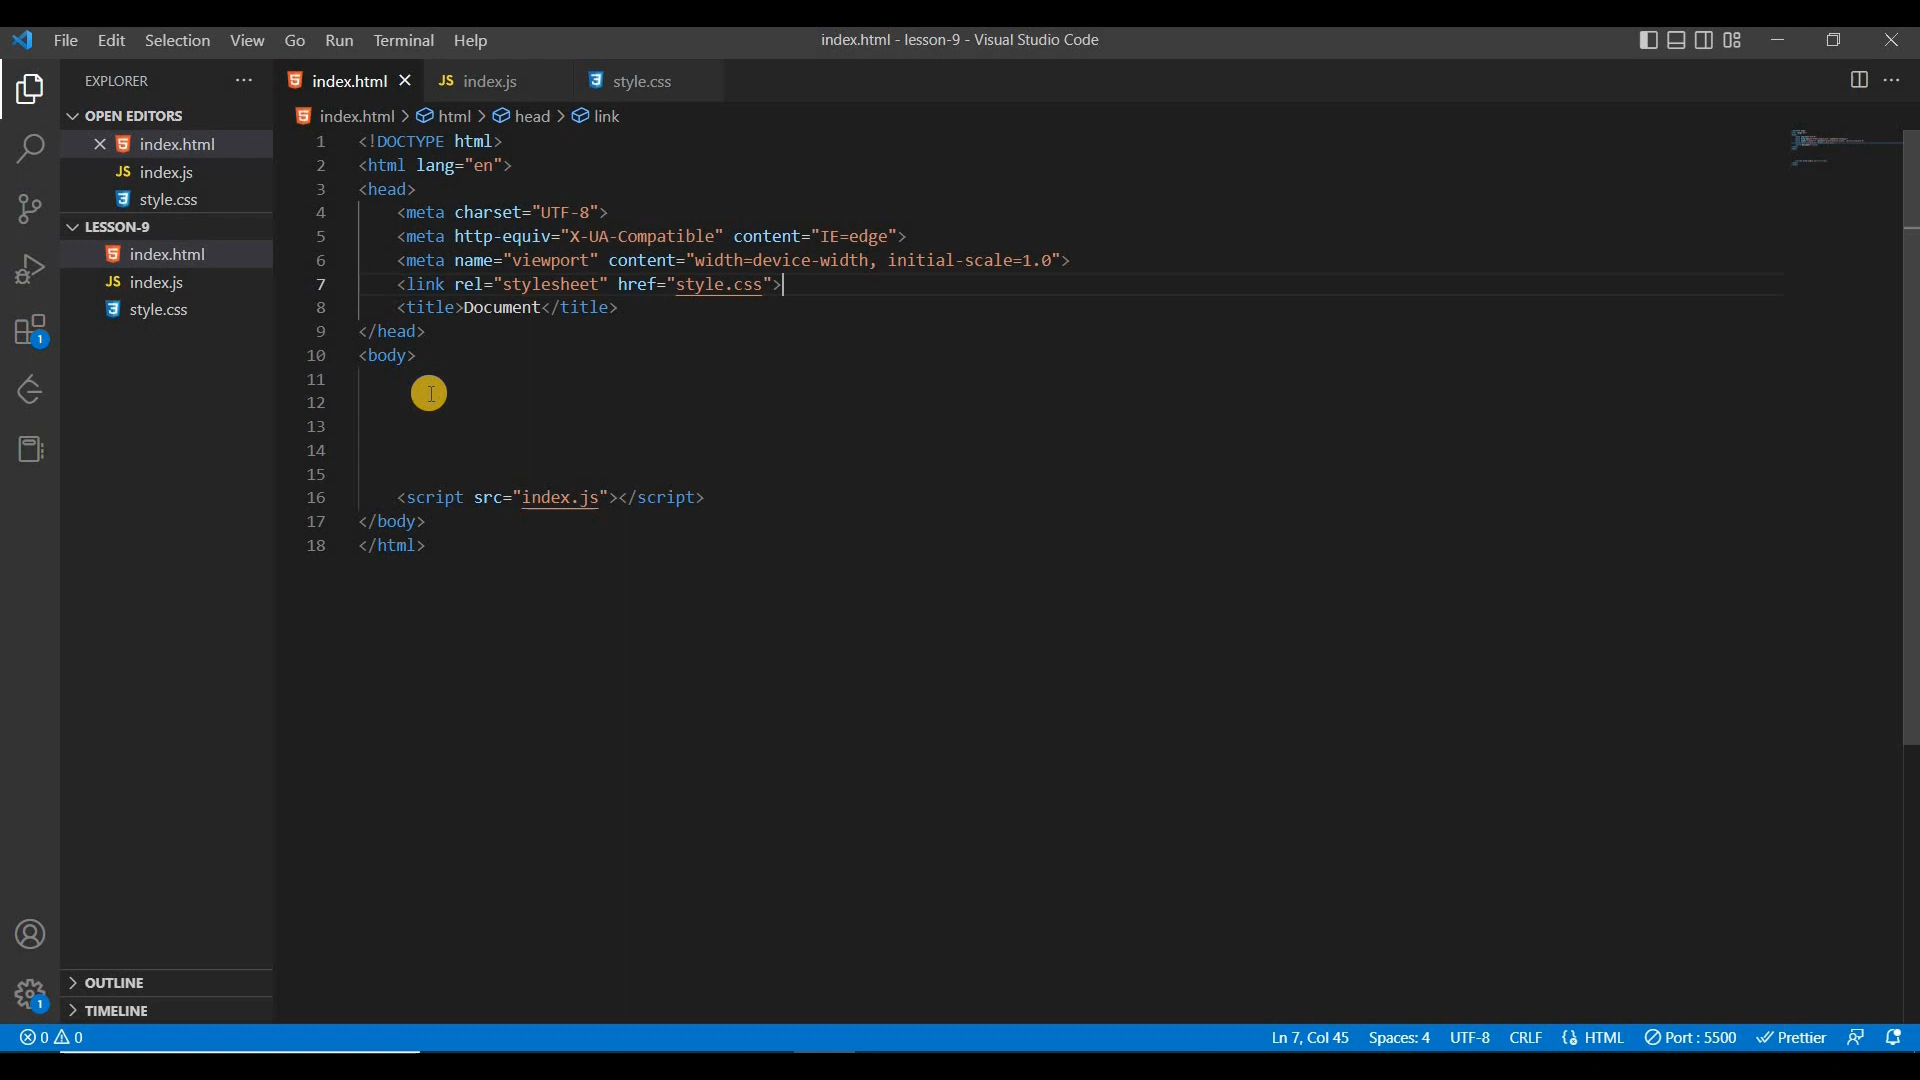 File Edit Selection View Go Run Terminal Help
index.html - lesson-9 - Visual Studio Code
EXPLORER
OPEN EDITORS
index.html
index.js
style.css
LESSON-9
index.html
index.js
style.css
1
1
OUTLINE
TIMELINE
index.html JS index.js style.css
index.html > html > head > link
1 <!DOCTYPE html>
2 <html lang="en">
3 <head>
4 <meta charset="UTF-8">
5 <meta http-equiv="X-UA-Compatible" content="IE=edge">
6 <meta name="viewport" content="width=device-width, initial-scale=1.0">
7 <link rel="stylesheet" href="style.css">
8 <title>Document</title>
9 </head>
10 <body>
11
12
13
14
15
16 <script src="index.js"></script>
17 </body>
18 </html>
0 0
Ln 7, Col 45 Spaces: 4 UTF-8 CRLF HTML Port : 5500 Prettier